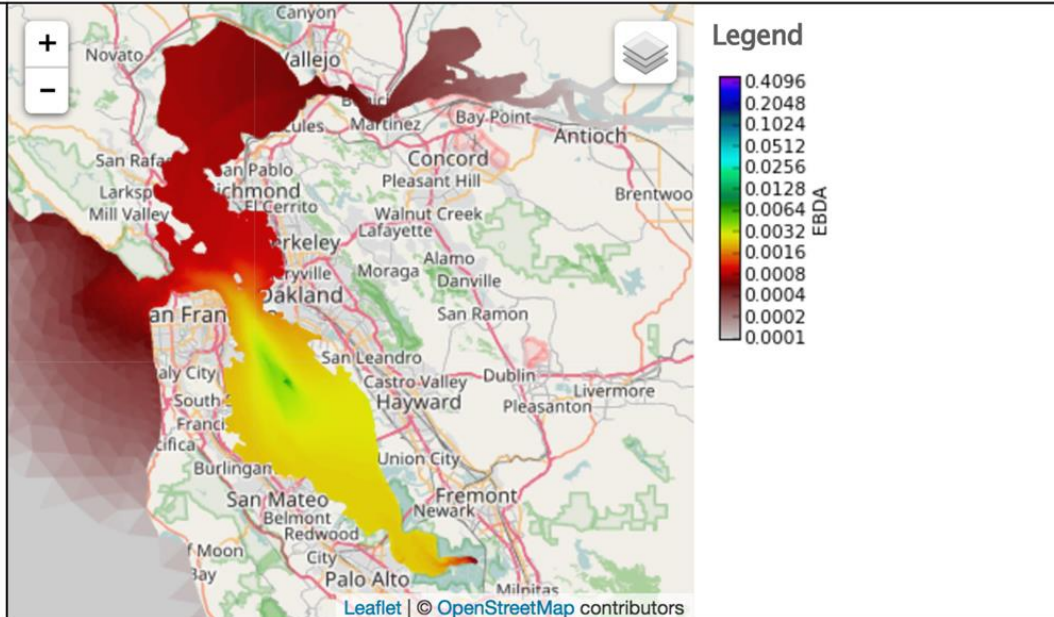 +
−
Canyon
Novato
Vallejo
Martinez
Bay Point
Antioch
San Rafa
an Pablo
Concord
Larksp
ichmond
Pleasant Hill
Brentwoo
Mill Valley
El Cerrito
Walnut Creek
rkeley
Lafayette
Alamo
ryville
Moraga
Danville
Oakland
an Fran
San Ramon
San Leandro
aly City
Castro Valley
Dublin
Livermore
South
Hayward
Pleasanton
Franci
cifica
Burlingam
Union City
San Mateo
Fremont
Belmont
Newark
Redwood
City
f Moon
Bay
Palo Alto
Milpitas
Leaflet | © OpenStreetMap contributors
Legend
0.4096
0.2048
0.1024
0.0512
0.0256
0.0128
0.0064
0.0032
0.0016
0.0008
0.0004
0.0002
0.0001
EBDA